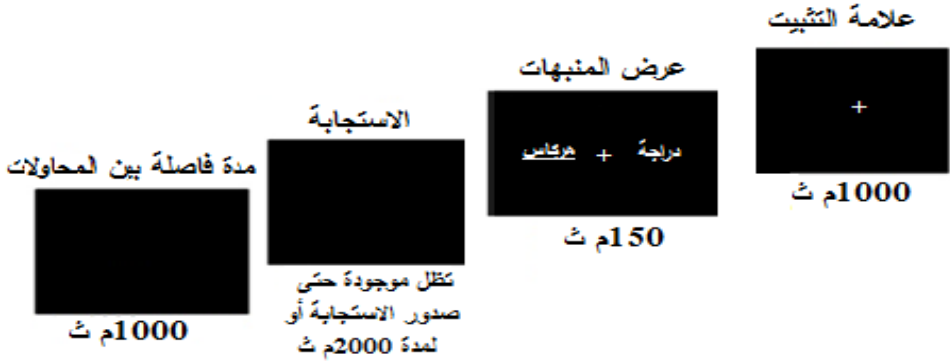 علامة التثبيت
+
1000م ث
عرض المنبهات
دراجة + هركاس
150م ث
الاستجابة
تظل موجودة حتى
صدور الاستجابة أو
لمدة 2000م ث
مدة فاصلة بين المحاولات
1000م ث